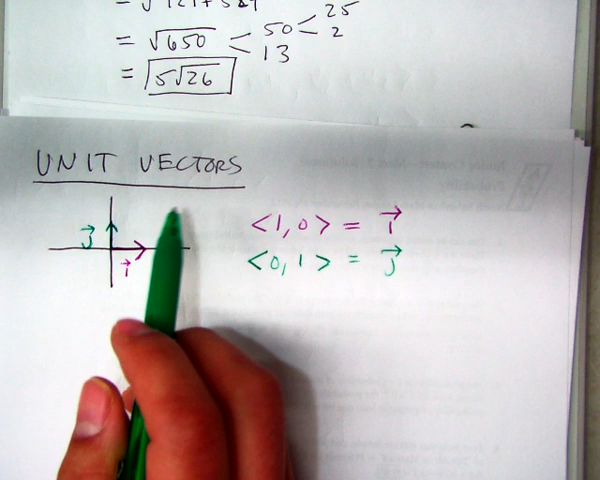 = √650 < 50 < 25
2
13
= 5√26
UNIT VECTORS
j⃗
i⃗
<1,0> = i⃗
<0,1> = j⃗